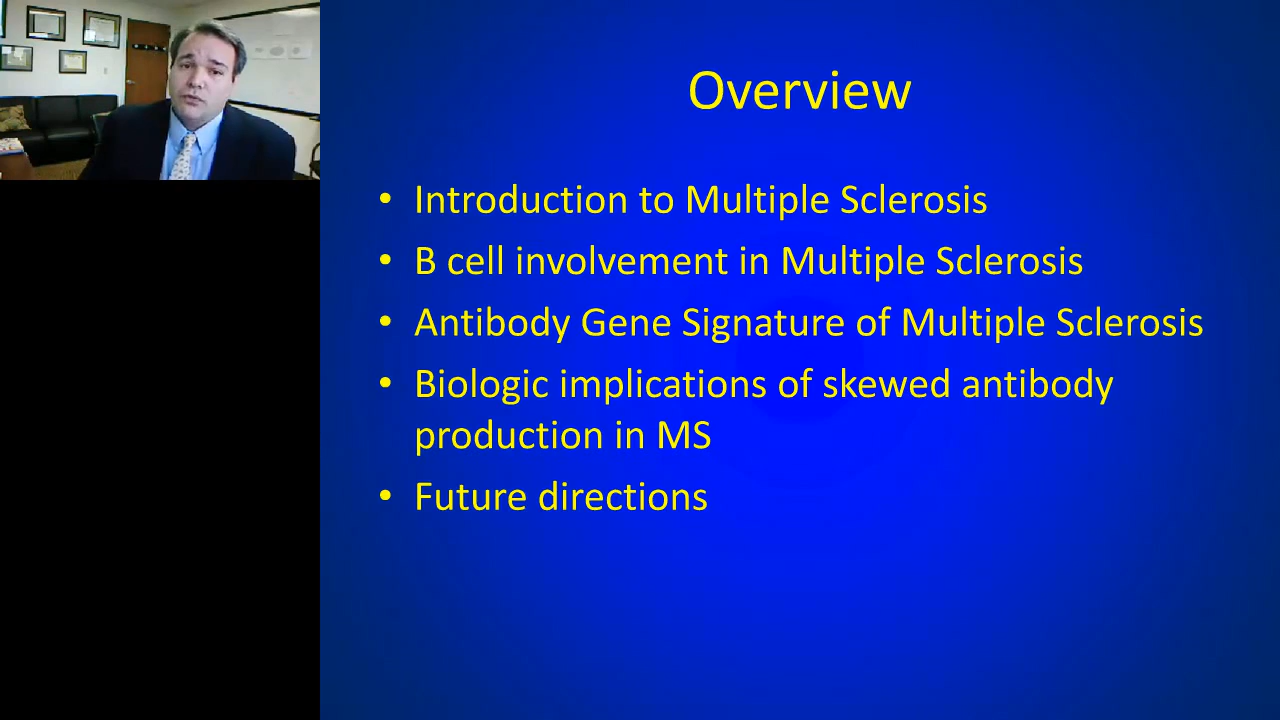 Overview
• Introduction to Multiple Sclerosis
• B cell involvement in Multiple Sclerosis
• Antibody Gene Signature of Multiple Sclerosis
• Biologic implications of skewed antibody
production in MS
• Future directions